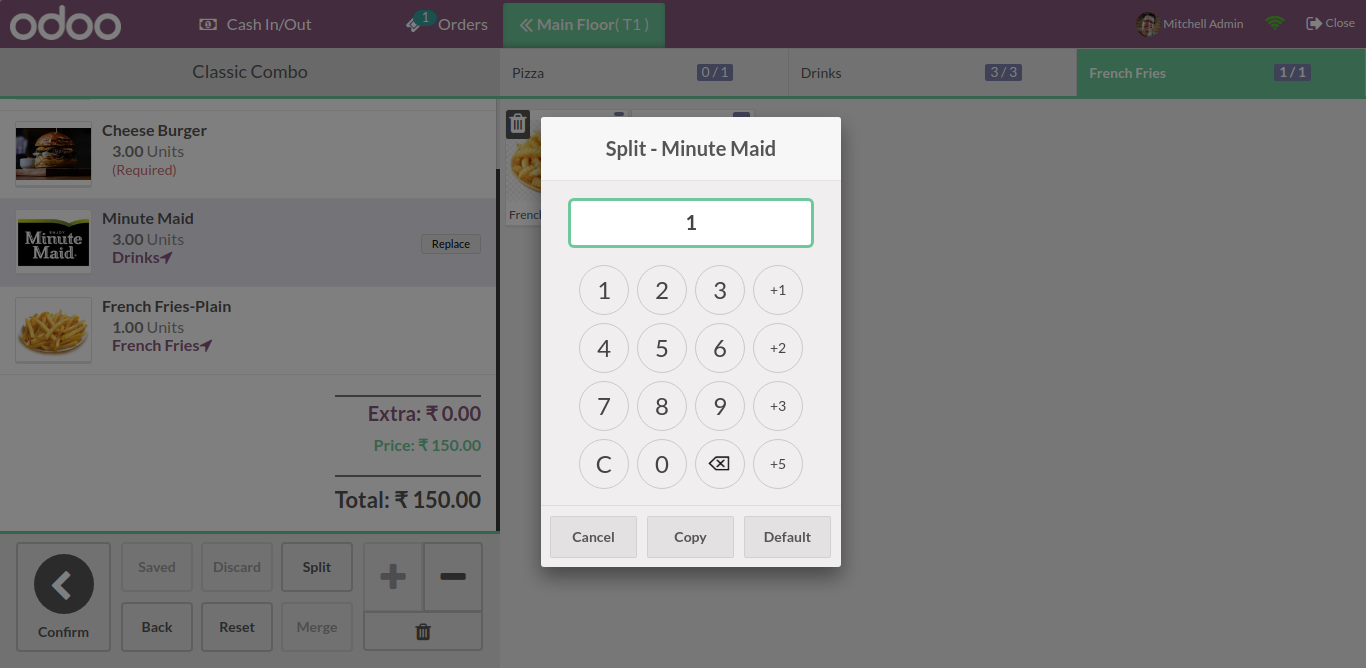 odoo
Cash In/Out
1
Orders
Main Floor( T1 )
Mitchell Admin
Close
Classic Combo
Pizza
0 / 1
Drinks
3 / 3
French Fries
1 / 1
Cheese Burger
3.00 Units
(Required)
ENJOY
Minute
Maid
Minute Maid
3.00 Units
Drinks
Replace
French Fries-Plain
1.00 Units
French Fries
Extra: ₹ 0.00
Price: ₹ 150.00
Total: ₹ 150.00
Confirm
Saved
Discard
Split
Back
Reset
Merge
Split - Minute Maid
1
1
2
3
+1
4
5
6
+2
7
8
9
+3
C
0
+5
Cancel
Copy
Default